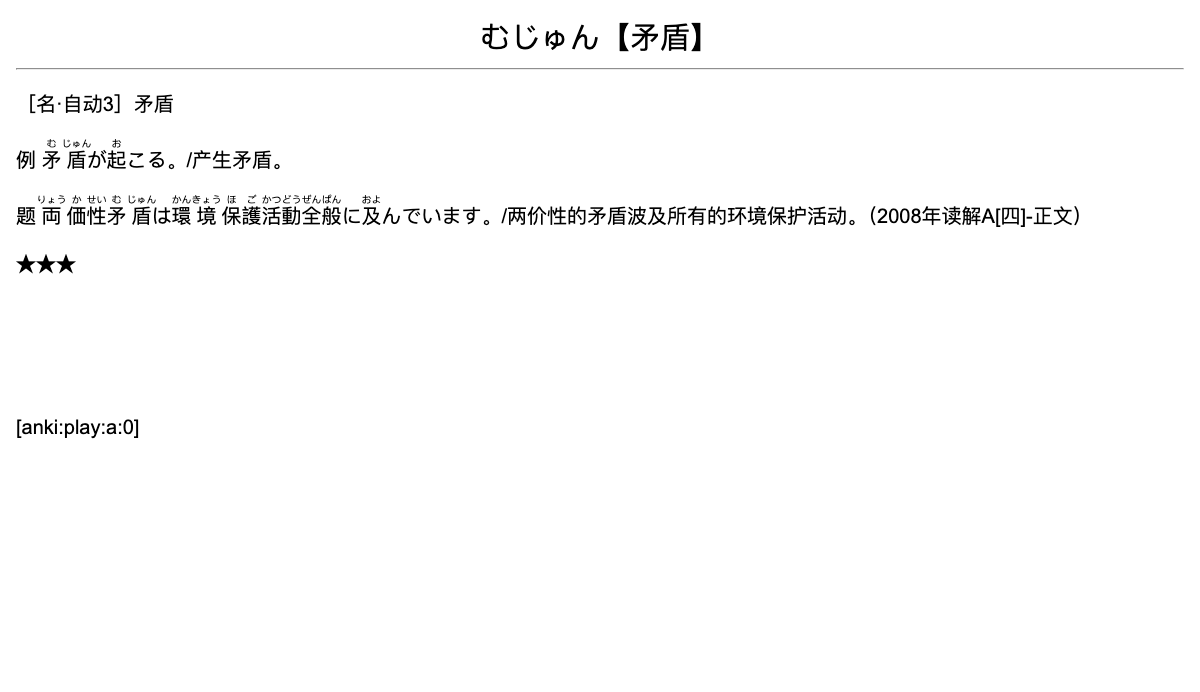 むじゅん【矛盾】
［名·自动3］矛盾
む じゅん お
例 矛 盾が起こる。/产生矛盾。
りょう か せい む じゅん かんきょう ほ ご かつどうぜんぱん およ
题 両 価性矛 盾は環 境 保護活動全般に及んでいます。/两价性的矛盾波及所有的环境保护活动。（2008年读解A[四]-正文）
★★★
[anki:play:a:0]